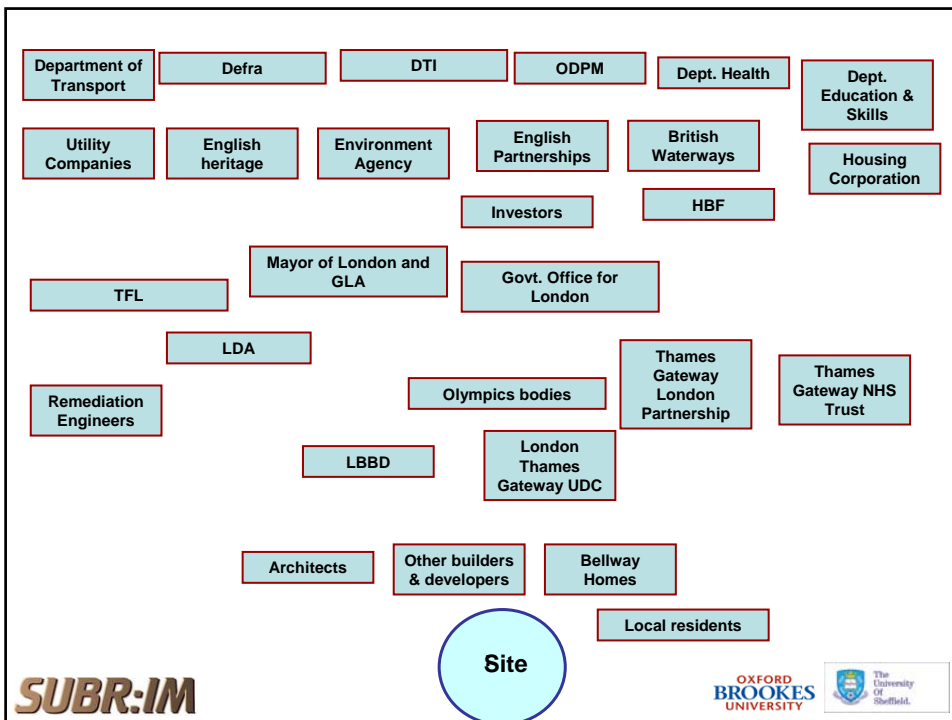 Department of
Transport
Defra
DTI
ODPM
Dept. Health
Dept.
Education &
Skills
Utility
Companies
English
heritage
Environment
Agency
English
Partnerships
British
Waterways
Housing
Corporation
Investors
HBF
Mayor of London and
GLA
Govt. Office for
London
TFL
LDA
Thames
Gateway
London
Partnership
Thames
Gateway NHS
Trust
Olympics bodies
Remediation
Engineers
LBBD
London
Thames
Gateway UDC
Architects
Other builders
& developers
Bellway
Homes
Local residents
Site
SUBR:IM
OXFORD
BROOKES
UNIVERSITY
The
University
Of
Sheffield.